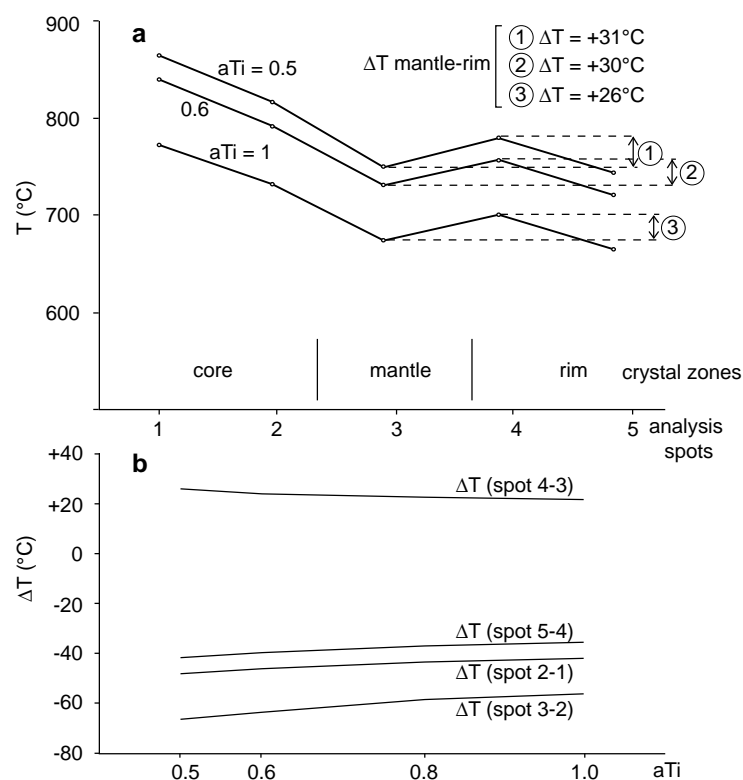 900
800
700
600
T (°C)
a
aTi = 0.5
0.6
aTi = 1
ΔT mantle-rim
1 ΔT = +31°C
2 ΔT = +30°C
3 ΔT = +26°C
1
2
3
core
mantle
rim
crystal zones
1 2 3 4 5
analysis
spots
b
+40
+20
0
-20
-40
-60
-80
ΔT (°C)
ΔT (spot 4-3)
ΔT (spot 5-4)
ΔT (spot 2-1)
ΔT (spot 3-2)
0.5 0.6 0.8 1.0 aTi